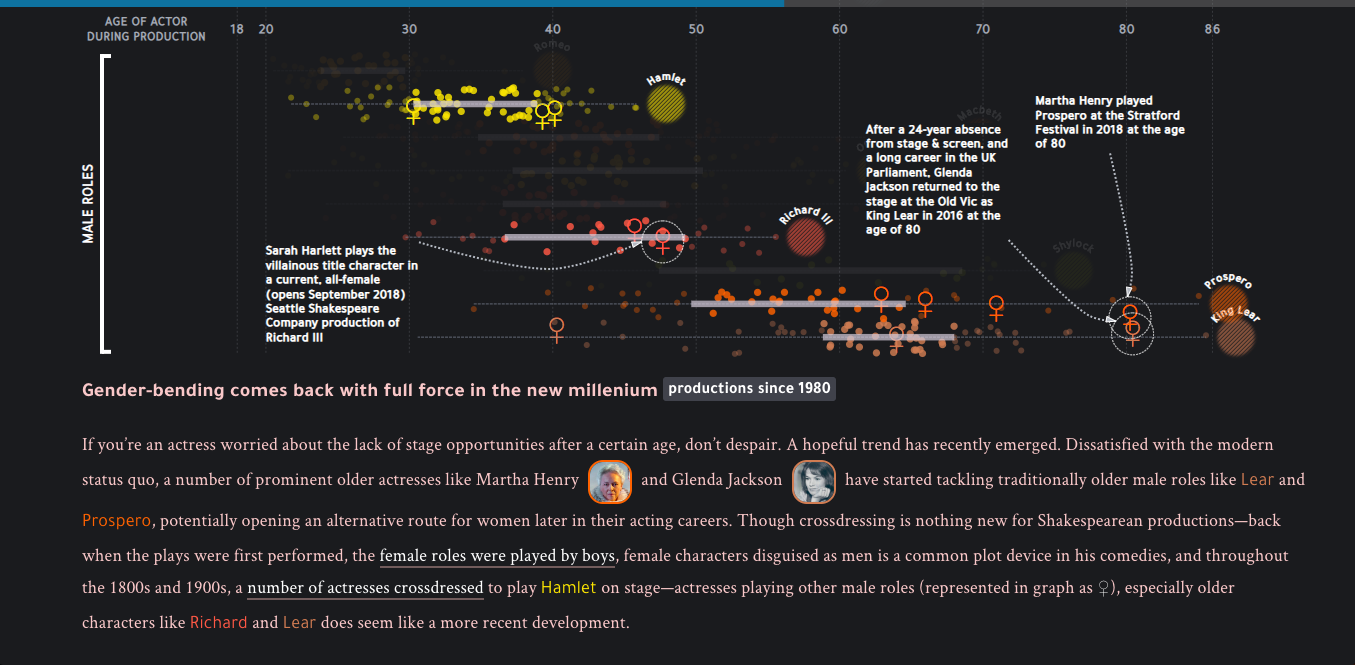 AGE OF ACTOR
DURING PRODUCTION
18 20 30 40 50 60 70 80 86
Romeo
Hamlet
Macbeth
Martha Henry played
Prospero at the Stratford
Festival in 2018 at the age
of 80
After a 24-year absence
from stage & screen, and
a long career in the UK
Parliament, Glenda
Jackson returned to the
stage at the Old Vic as
King Lear in 2016 at the
age of 80
MALE ROLES
Richard III
Shylock
Sarah Harlett plays the
villainous title character in
a current, all-female
(opens September 2018)
Seattle Shakespeare
Company production of
Richard III
Prospero
King Lear
Gender-bending comes back with full force in the new millenium productions since 1980
If you're an actress worried about the lack of stage opportunities after a certain age, don't despair. A hopeful trend has recently emerged. Dissatisfied with the modern
status quo, a number of prominent older actresses like Martha Henry and Glenda Jackson have started tackling traditionally older male roles like Lear and
Prospero, potentially opening an alternative route for women later in their acting careers. Though crossdressing is nothing new for Shakespearean productions—back
when the plays were first performed, the female roles were played by boys, female characters disguised as men is a common plot device in his comedies, and throughout
the 1800s and 1900s, a number of actresses crossdressed to play Hamlet on stage—actresses playing other male roles (represented in graph as ♀), especially older
characters like Richard and Lear does seem like a more recent development.